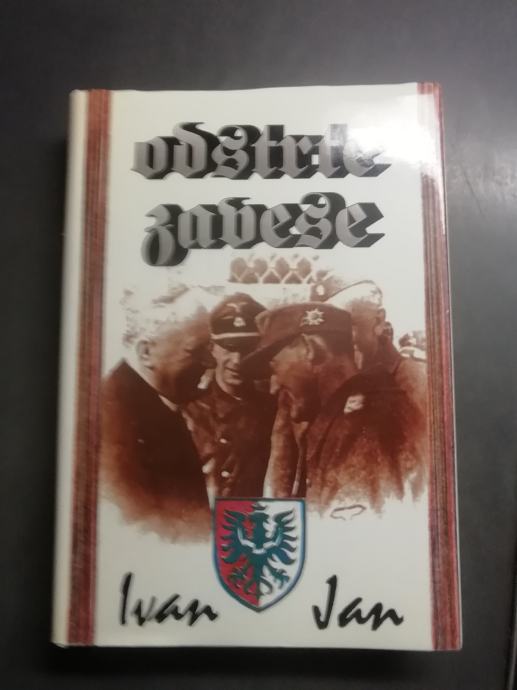 odstrte
zavese
Ivan Jan